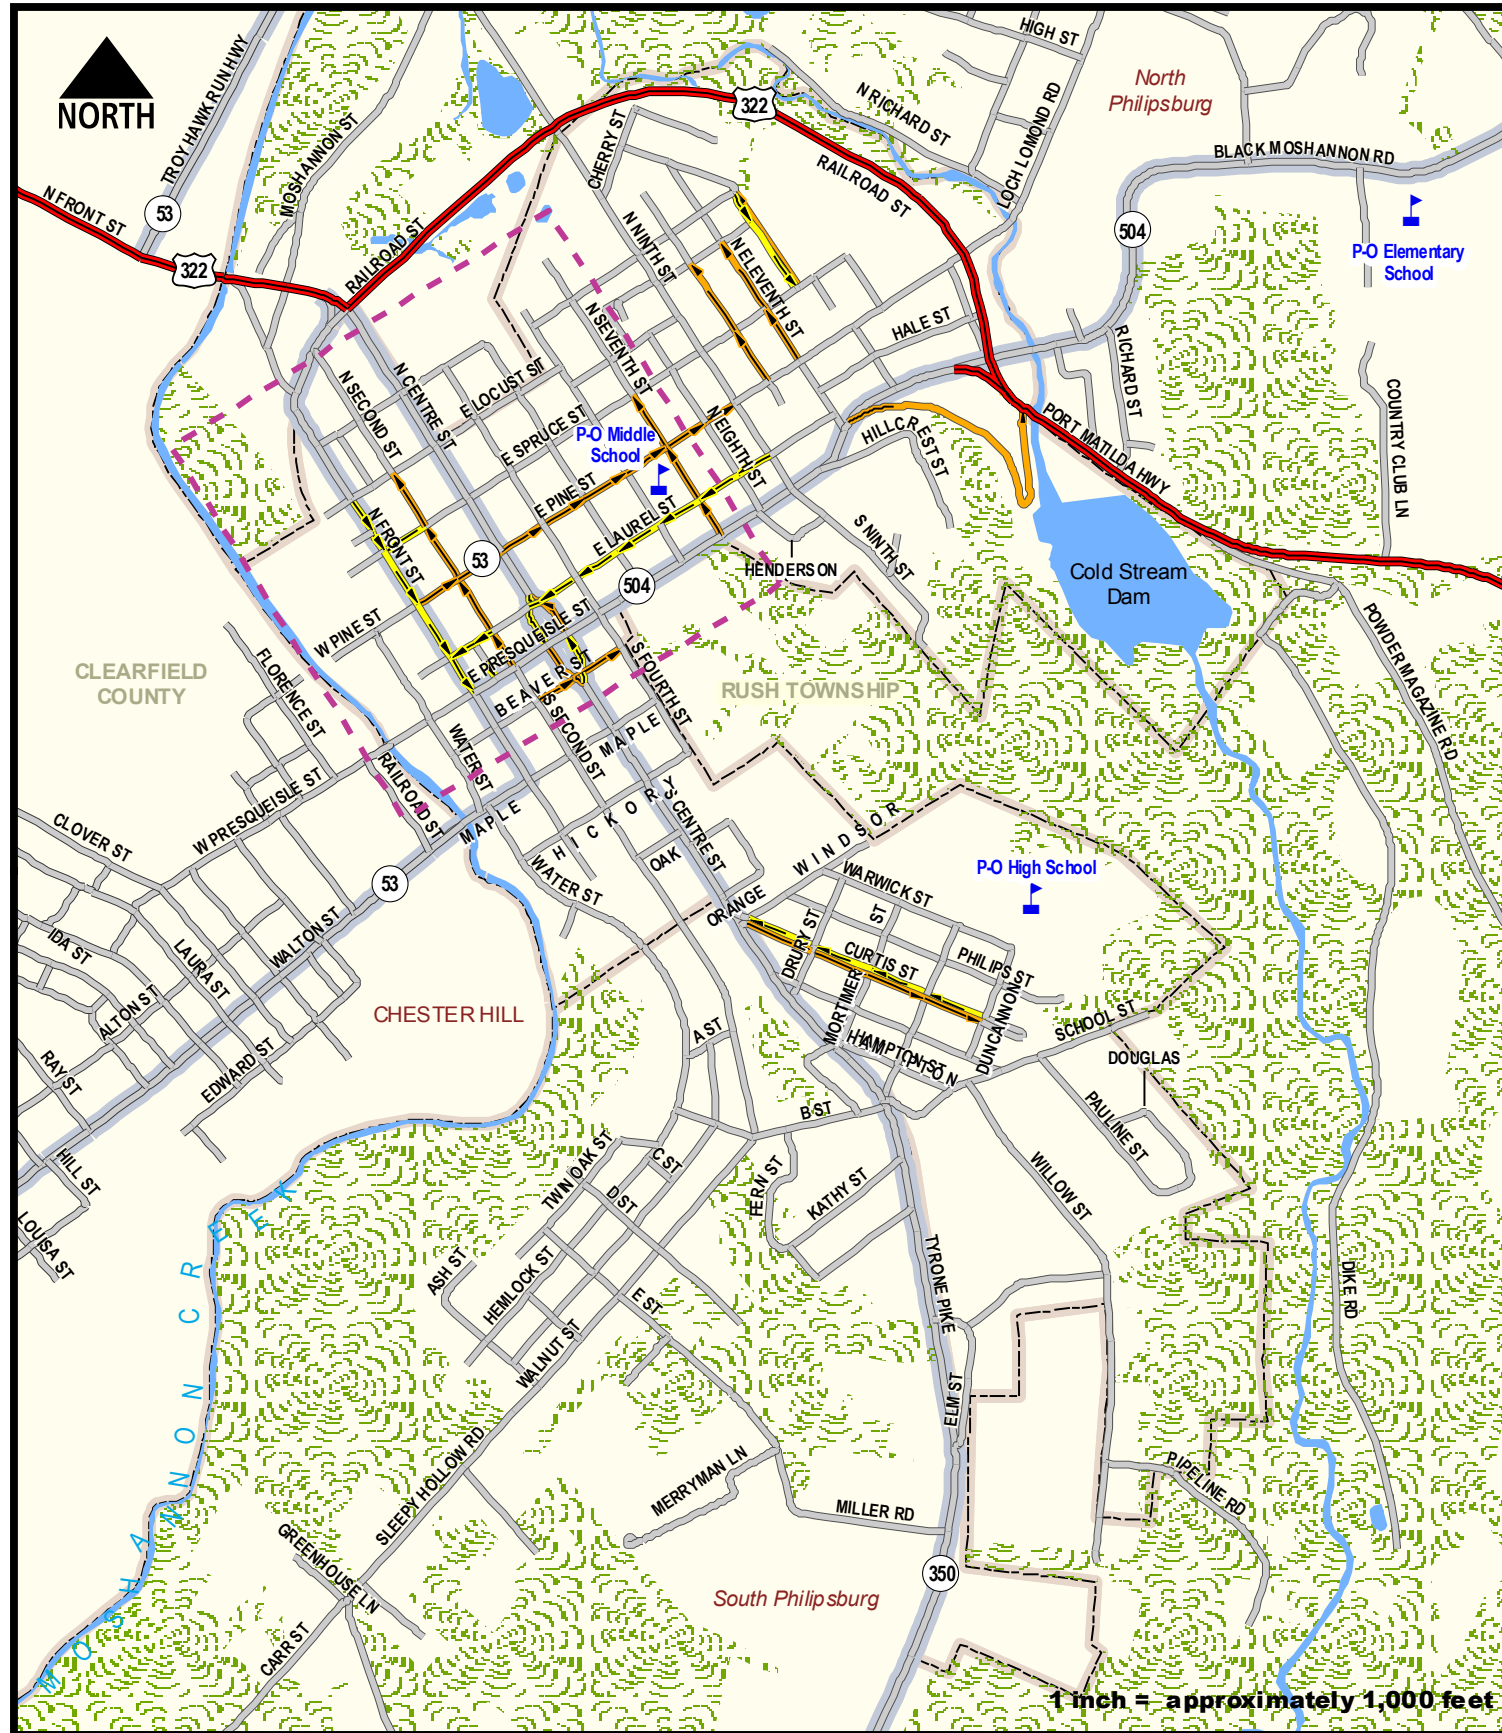 NORTH
TROY HAWK RUN HWY
MOSHANNON ST
N FRONT ST
53
322
RAILROAD ST
HIGH ST
North
Philipsburg
322
N RICHARD ST
LOCH LOMOND RD
CHERRY ST
RAILROAD ST
BLACK MOSHANNON RD
504
P-O Elementary
School
N NINTH ST
N ELEVENTH ST
N SEVENTH ST
HALE ST
RICHARD ST
COUNTRY CLUB LN
N SECOND ST
N CENTRE ST
E LOCUST ST
E SPRUCE ST
P-O Middle
School
N EIGHTH ST
HILLCREST ST
PORT MATILDA HWY
E PINE ST
N FRONT ST
53
E LAUREL ST
S NINTH ST
HENDERSON
504
Cold Stream
Dam
POWDER MAGAZINE RD
W PINE ST
E PRESQUEISLE ST
BEAVER ST
S FOURTH ST
CLEARFIELD
COUNTY
RUSH TOWNSHIP
FLORENCE ST
WATER ST
S SECOND ST
MAPLE
RAILROAD ST
W PRESQUEISLE ST
MAPLE
HICKORY
S CENTRE ST
CLOVER ST
53
WATER ST
OAK
WINDSOR
ORANGE
WARWICK ST
P-O High School
IDA ST
LAURA ST
WALTON ST
DRURY ST
ST
CURTIS ST
PHILIPS ST
MORTIMER
DUNCANNON
ALTON ST
CHESTER HILL
A ST
HAMPTON ST
HAMPTON
SCHOOL ST
DOUGLAS
RAY ST
EDWARD ST
B ST
PAULINE ST
HILL ST
LOUISA ST
TWIN OAK ST
C ST
D ST
FERN ST
KATHY ST
WILLOW ST
ASH ST
HEMLOCK ST
WALNUT ST
E ST
TYRONE PIKE
DIKE RD
ELM ST
MOSHANNON CREEK
SLEEPY HOLLOW RD
MERRYMAN LN
MILLER RD
PIPELINE RD
GREENHOUSE LN
CARR ST
350
South Philipsburg
1 inch = approximately 1,000 feet